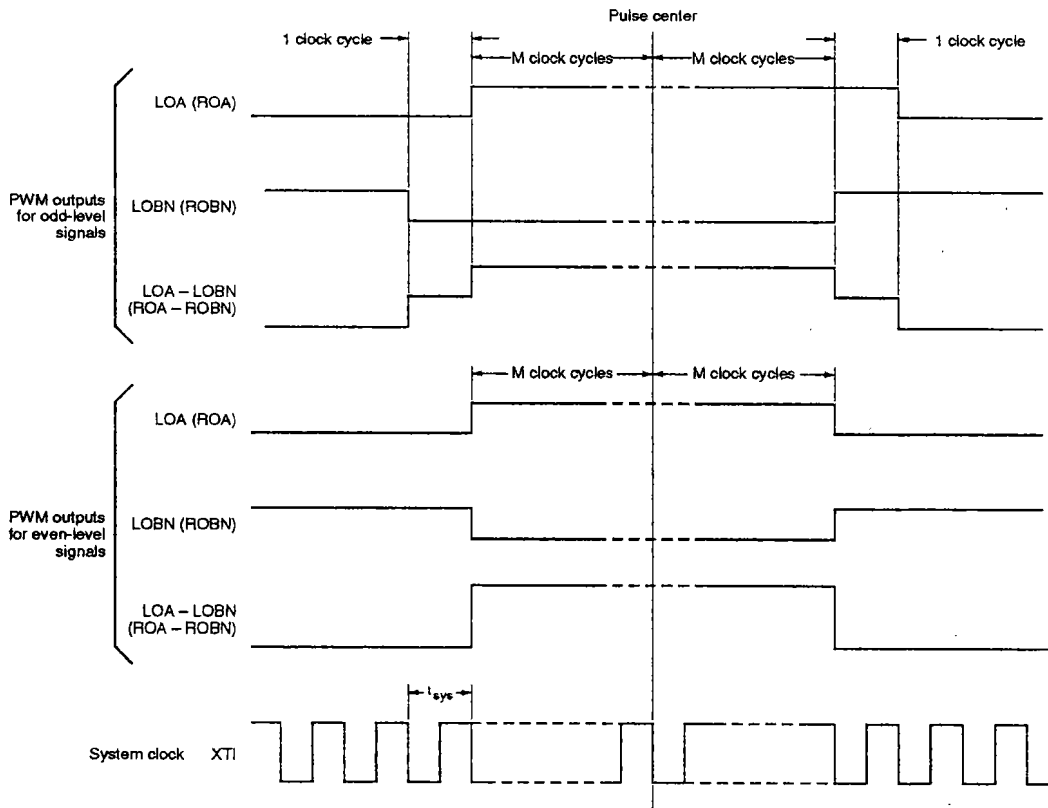 Pulse center
1 clock cycle
1 clock cycle
M clock cycles
M clock cycles
LOA (ROA)
PWM outputs
for odd-level
signals
LOBN (ROBN)
LOA – LOBN
(ROA – ROBN)
M clock cycles
M clock cycles
LOA (ROA)
PWM outputs
for even-level
signals
LOBN (ROBN)
LOA – LOBN
(ROA – ROBN)
tsys
System clock XTI